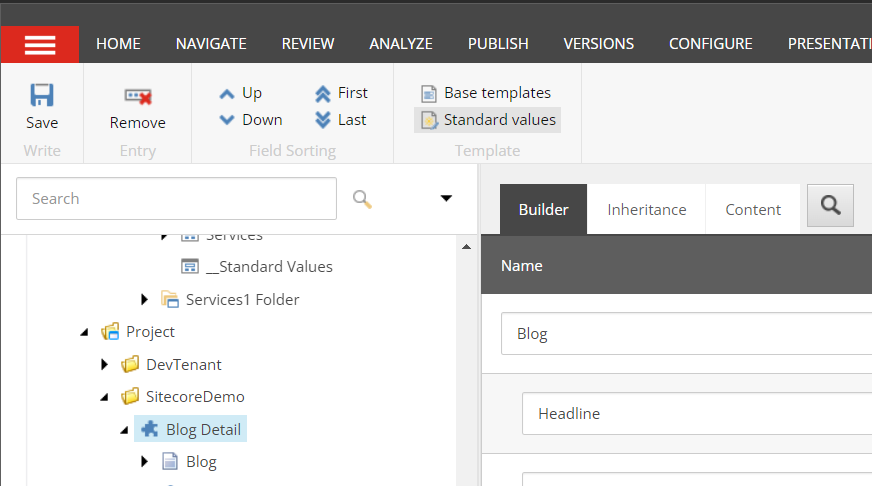 HOME NAVIGATE REVIEW ANALYZE PUBLISH VERSIONS CONFIGURE PRESENTATI
Up First Base templates
Save Remove Down Last Standard values
Write Entry Field Sorting Template
Search
Builder Inheritance Content
Services
__Standard Values
Services1 Folder
Project
DevTenant
SitecoreDemo
Blog Detail
Blog
Name
Blog
Headline